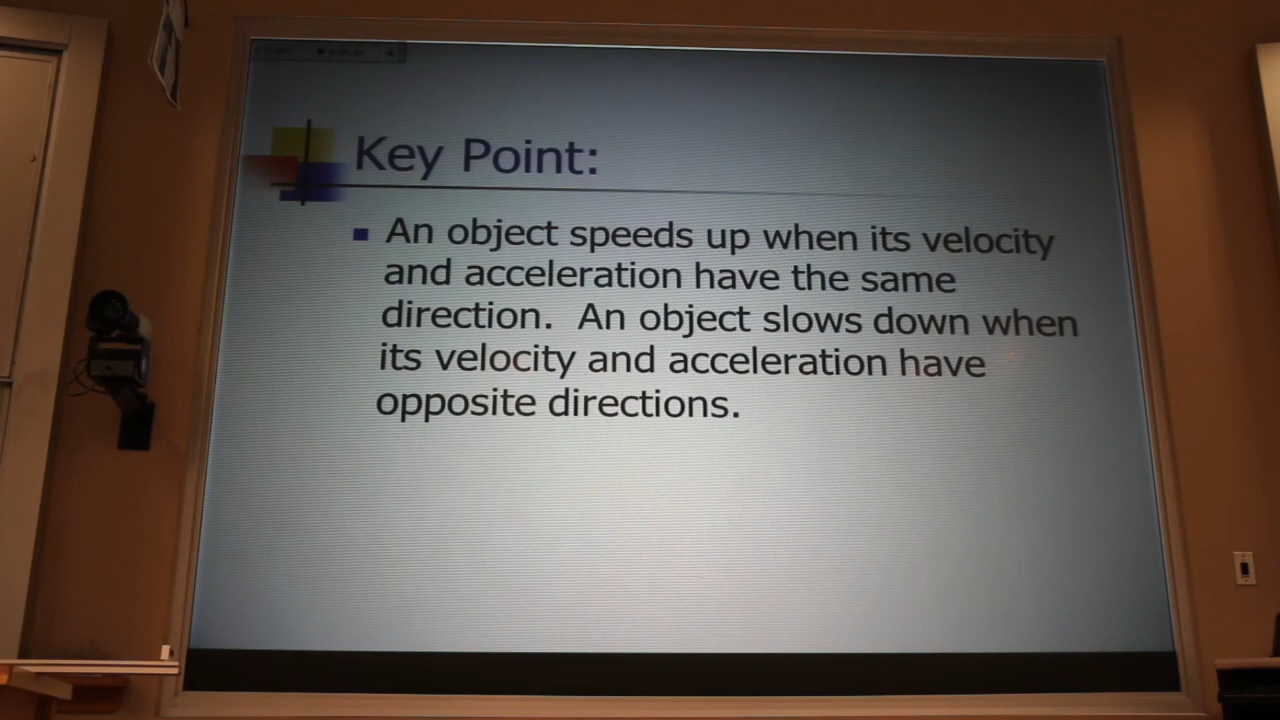 Key Point:
An object speeds up when its velocity
and acceleration have the same
direction.  An object slows down when
its velocity and acceleration have
opposite directions.